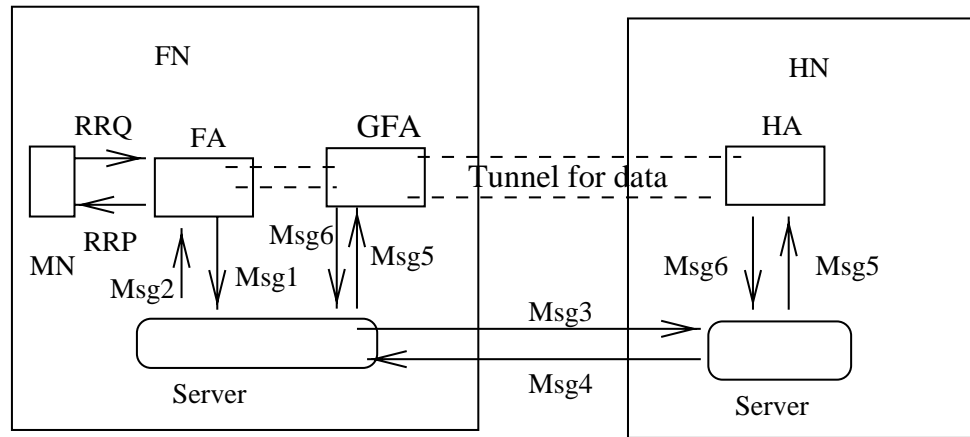 FN
HN
RRQ
FA
GFA
HA
Tunnel for data
RRP
MN
Msg2
Msg1
Msg6
Msg5
Msg6
Msg5
Msg3
Msg4
Server
Server